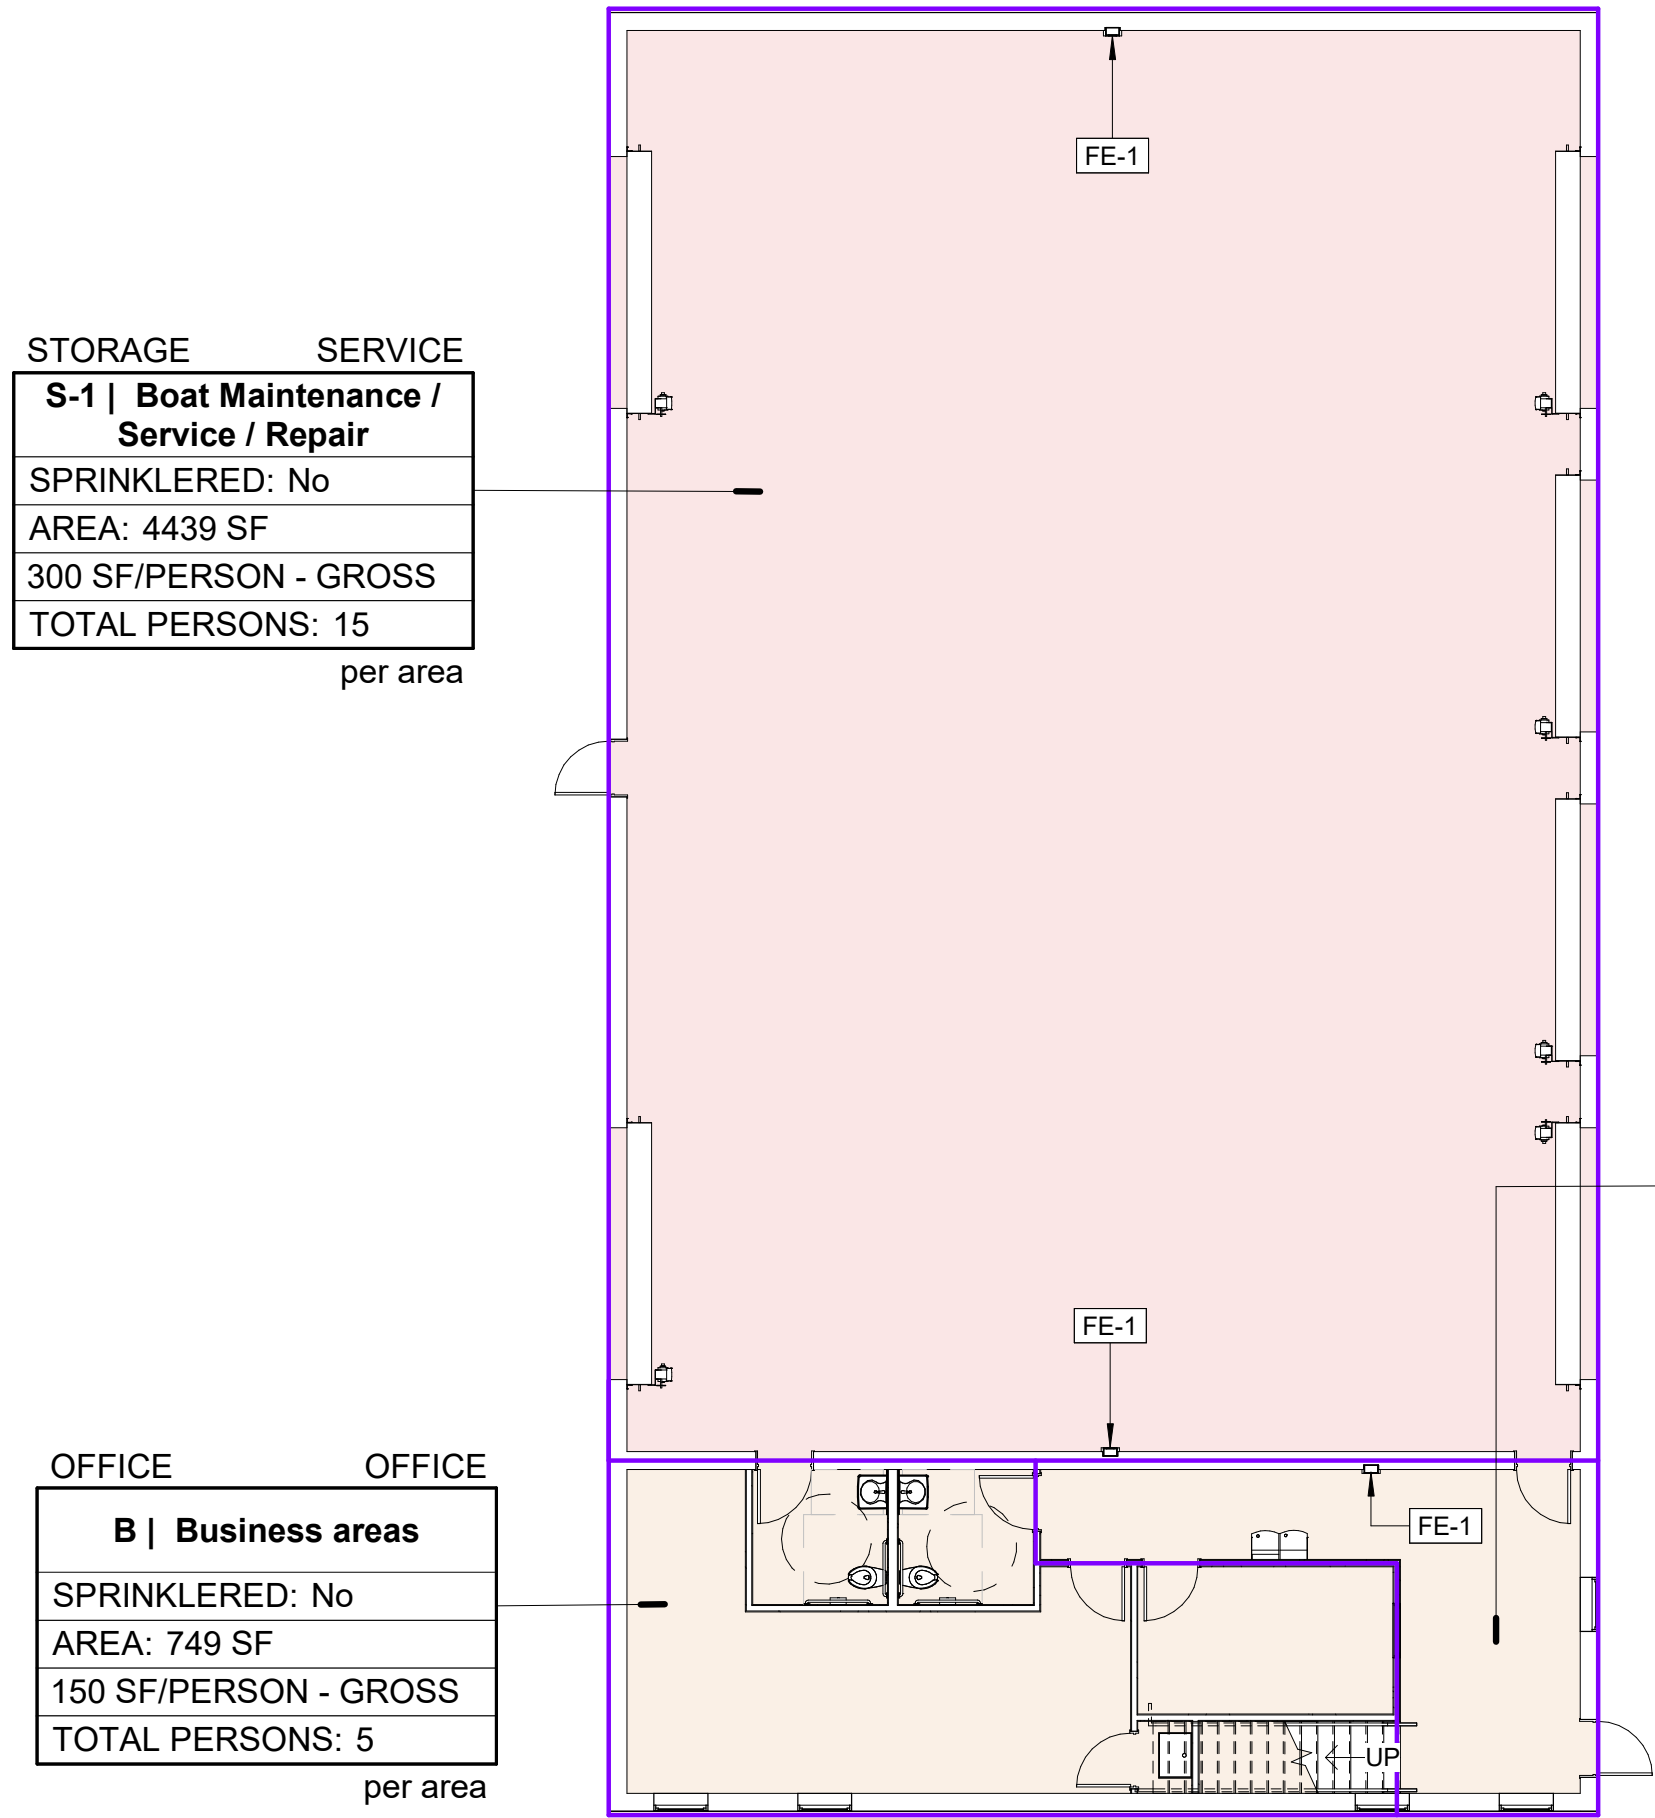 FE-1
STORAGE SERVICE
S-1 | Boat Maintenance /
Service / Repair
SPRINKLERED: No
AREA: 4439 SF
300 SF/PERSON - GROSS
TOTAL PERSONS: 15
per area
FE-1
OFFICE OFFICE
B | Business areas
SPRINKLERED: No
AREA: 749 SF
150 SF/PERSON - GROSS
TOTAL PERSONS: 5
per area
FE-1
UP